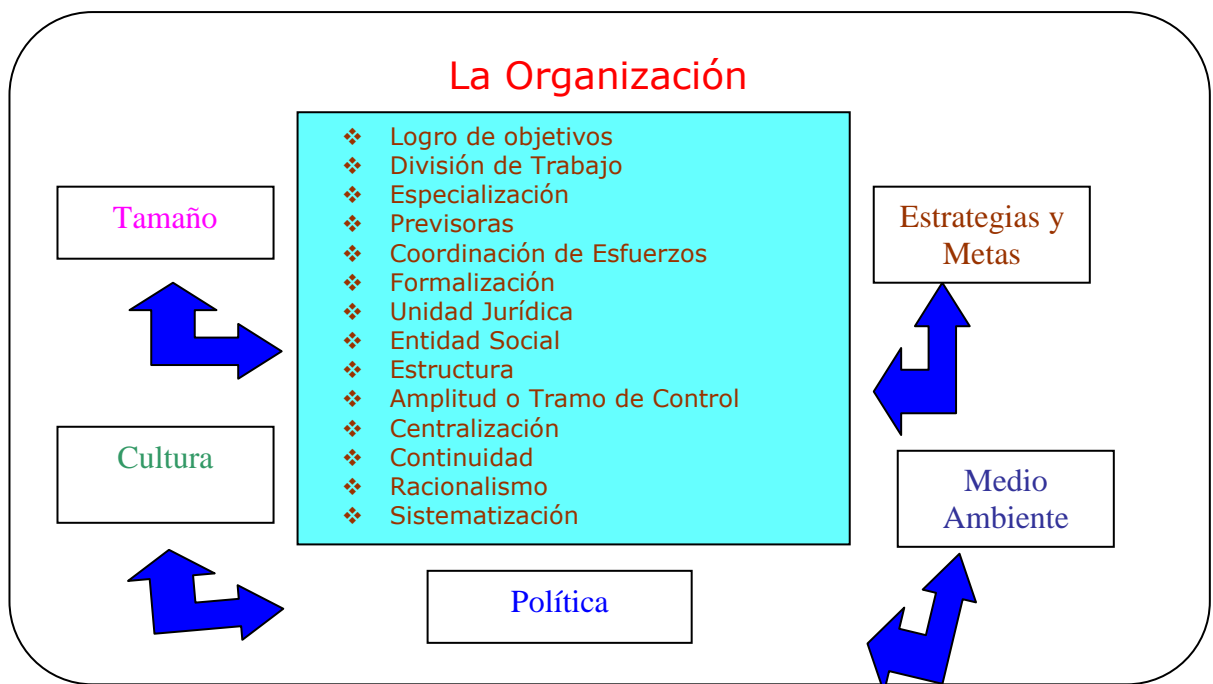 La Organización
Logro de objetivos
División de Trabajo
Especialización
Previsoras
Coordinación de Esfuerzos
Formalización
Unidad Jurídica
Entidad Social
Estructura
Amplitud o Tramo de Control
Centralización
Continuidad
Racionalismo
Sistematización
Tamaño
Cultura
Política
Estrategias y
Metas
Medio
Ambiente